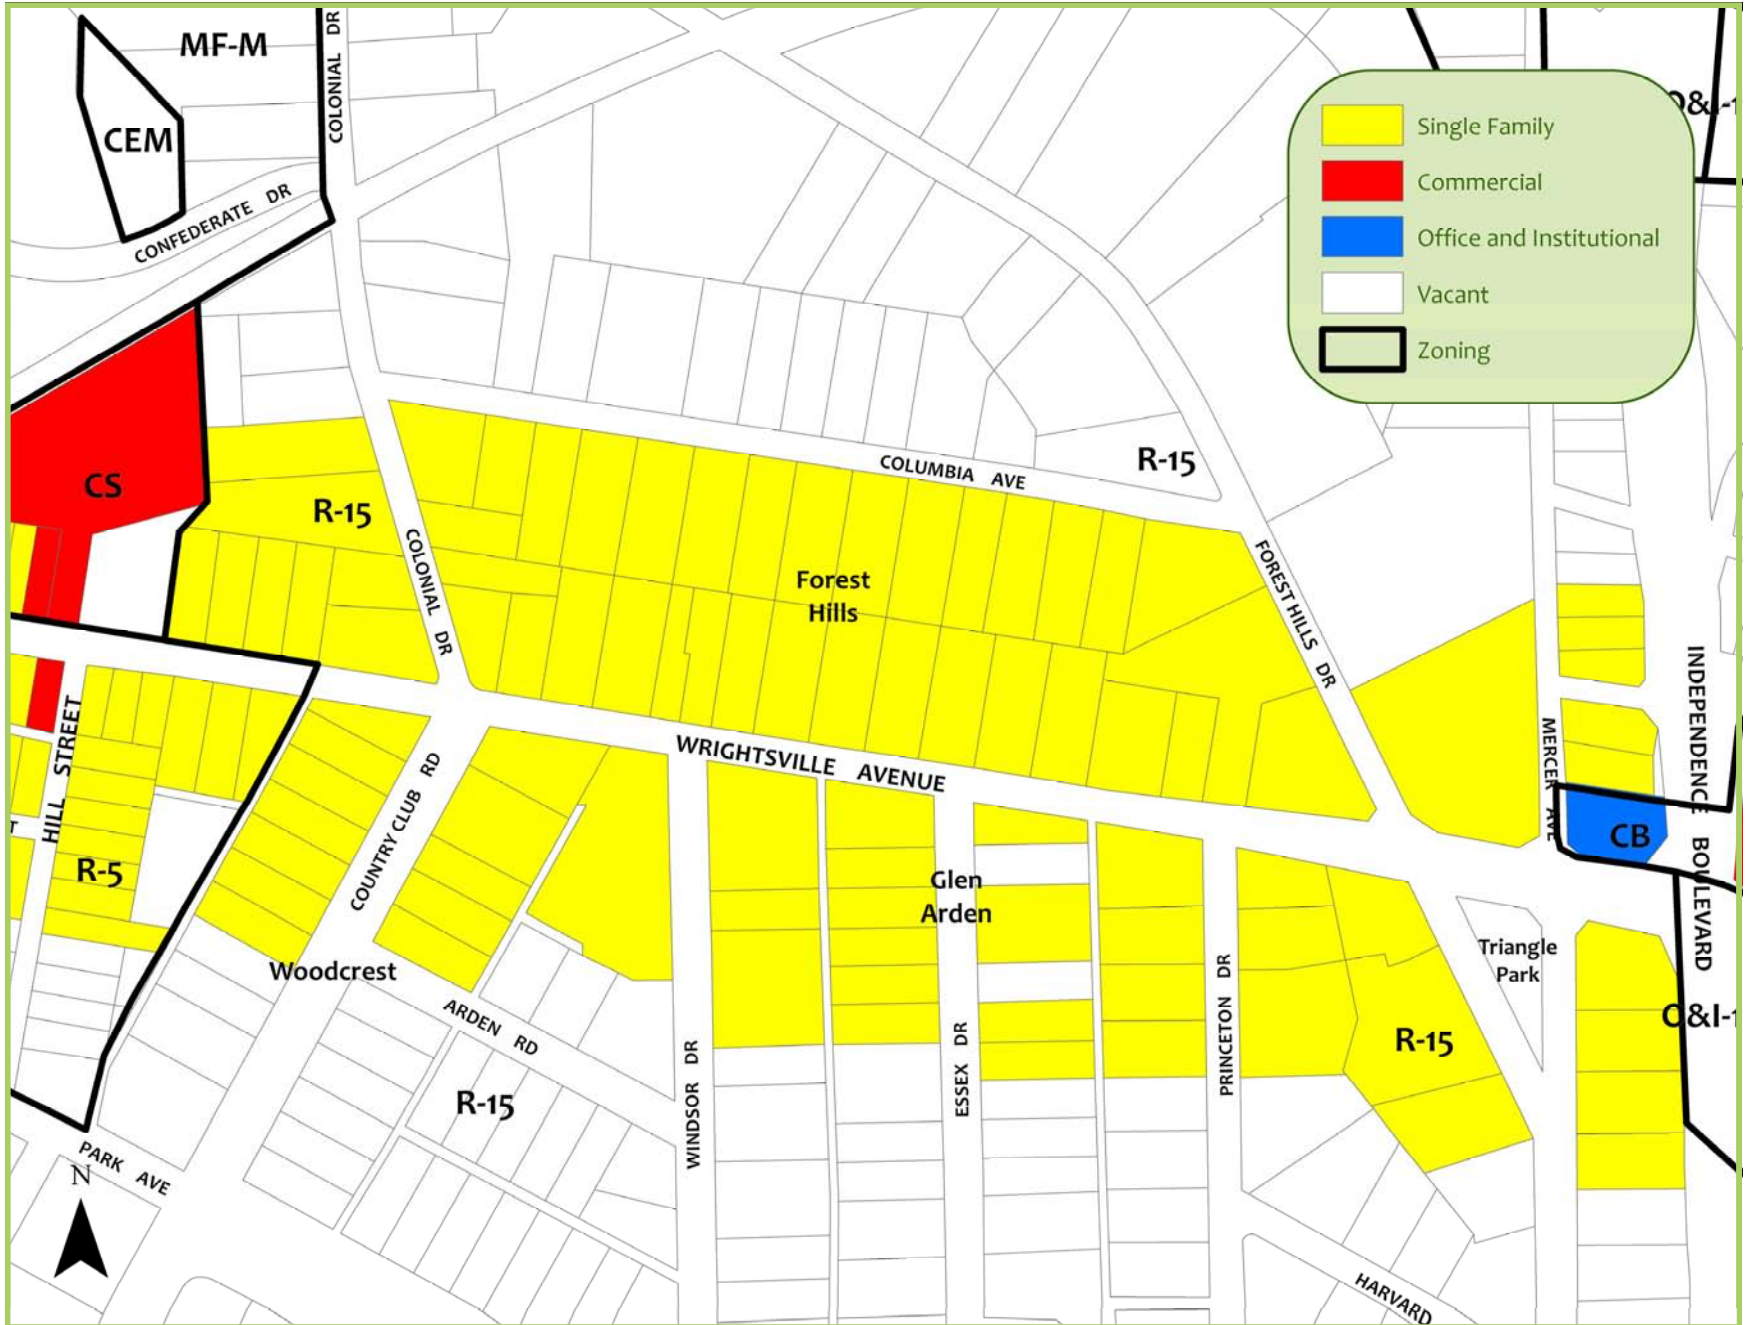 MF-M
COLONIAL DR
CEM
CONFEDERATE DR
Single Family
Commercial
Office and Institutional
Vacant
Zoning
CS
R-15
COLUMBIA AVE
R-15
COLONIAL DR
Forest
Hills
FOREST HILLS DR
INDEPENDENCE BOULEVARD
MERCER AVE
WRIGHTSVILLE AVENUE
HILL STREET
COUNTRY CLUB RD
CB
R-5
Glen
Arden
Triangle
Park
Woodcrest
ARDEN RD
PRINCETON DR
ESSEX DR
WINDSOR DR
R-15
R-15
PARK AVE
N
HARVARD